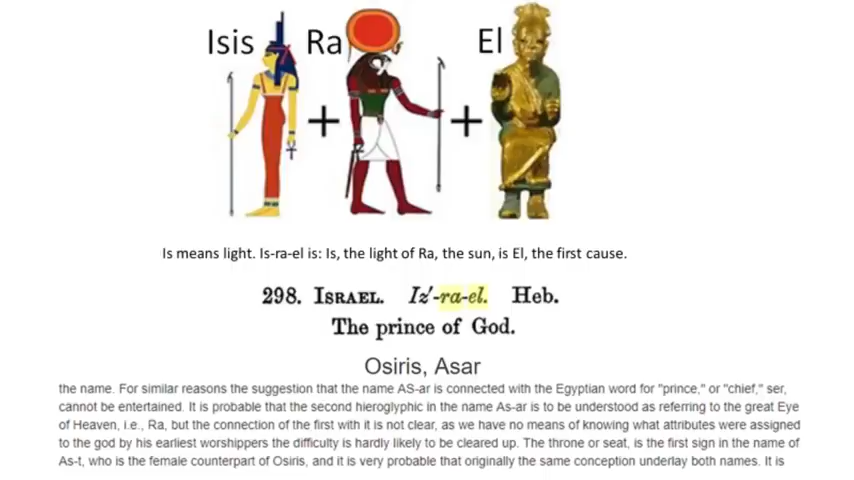 Isis Ra El
+ +
Is means light. Is-ra-el is: Is, the light of Ra, the sun, is El, the first cause.
298. ISRAEL. Iz′-ra-el. Heb.
The prince of God.
Osiris, Asar
the name. For similar reasons the suggestion that the name AS-ar is connected with the Egyptian word for "prince," or "chief," ser,
cannot be entertained. It is probable that the second hieroglyphic in the name As-ar is to be understood as referring to the great Eye
of Heaven, i.e., Ra, but the connection of the first with it is not clear, as we have no means of knowing what attributes were assigned
to the god by his earliest worshippers the difficulty is hardly likely to be cleared up. The throne or seat, is the first sign in the name of
As-t, who is the female counterpart of Osiris, and it is very probable that originally the same conception underlay both names. It is